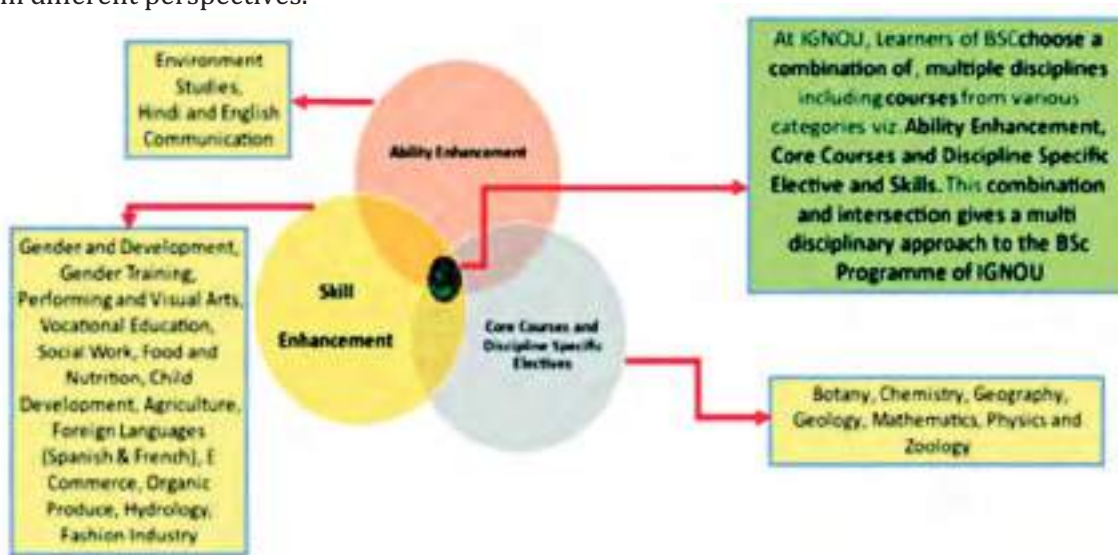 in different perspectives.
Environment
Studies,
Hindi and English
Communication
Ability Enhancement
At IGNOU, Learners of BSCchoose a
combination of, multiple disciplines
including courses from various
categories viz. Ability Enhancement,
Core Courses and Discipline Specific
Elective and Skills. This combination
and intersection gives a multi
disciplinary approach to the BSc
Programme of IGNOU
Gender and Development,
Gender Training,
Performing and Visual Arts,
Vocational Education,
Social Work, Food and
Nutrition, Child
Development, Agriculture,
Foreign Languages
(Spanish & French), E
Commerce, Organic
Produce, Hydrology,
Fashion Industry
Skill
Enhancement
Core Courses and
Discipline Specific
Electives
Botany, Chemistry, Geography,
Geology, Mathematics, Physics and
Zoology